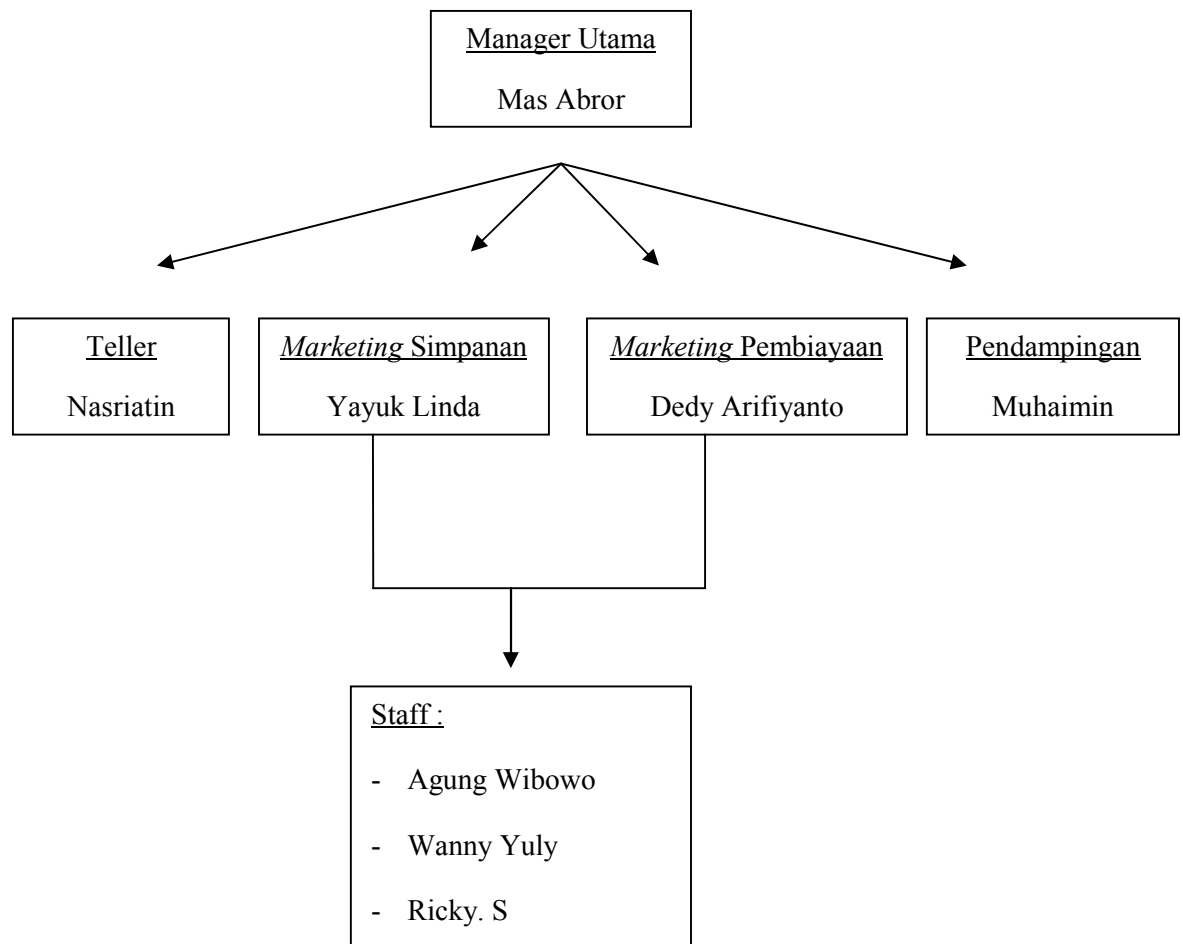 Manager Utama
Mas Abror
Teller
Nasriatin
Marketing Simpanan
Yayuk Linda
Marketing Pembiayaan
Dedy Arifiyanto
Pendampingan
Muhaimin
Staff :
- Agung Wibowo
- Wanny Yuly
- Ricky. S